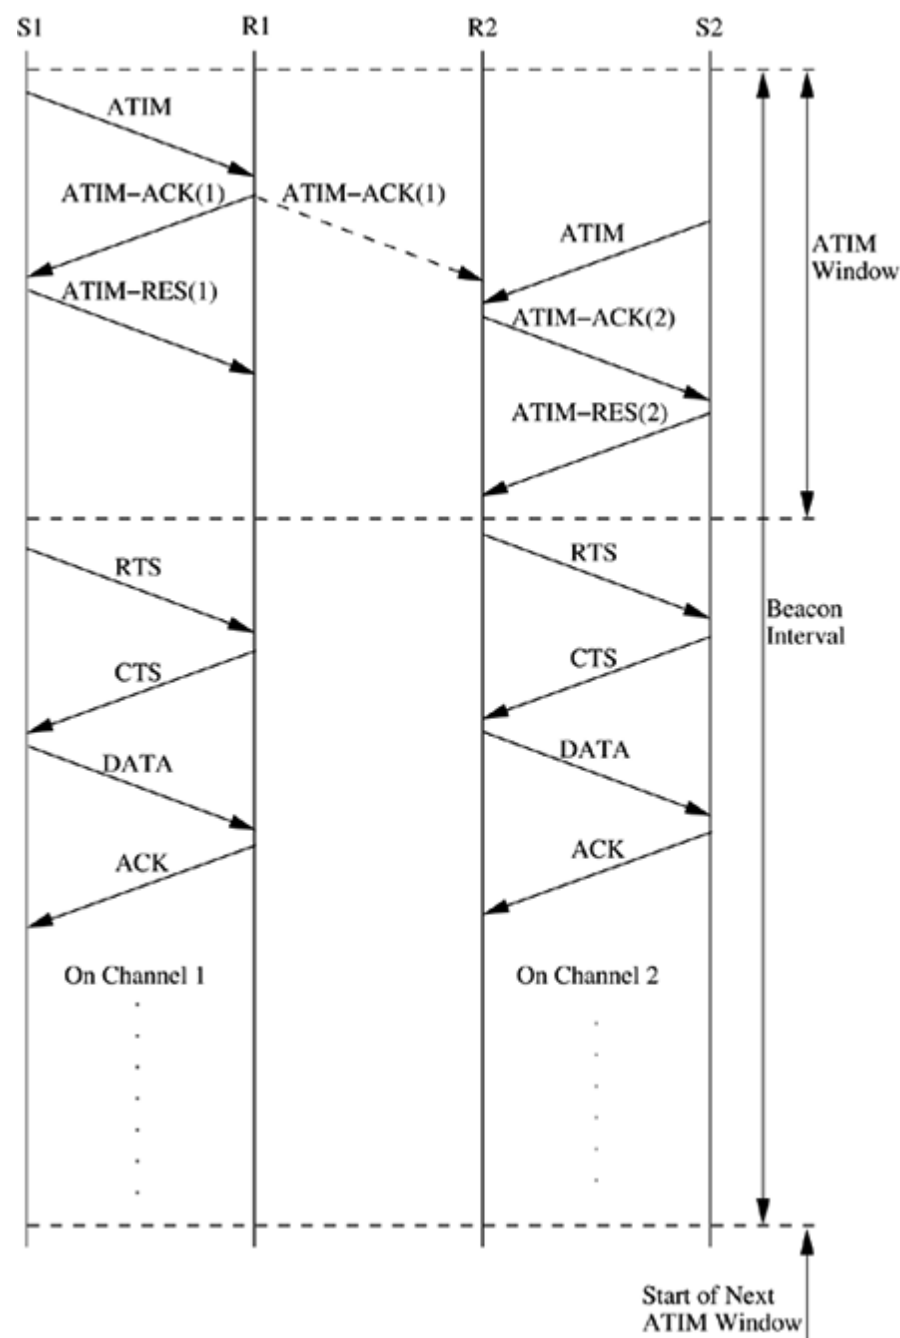 S1 R1 R2 S2
ATIM
ATIM−ACK(1) ATIM−ACK(1)
ATIM
ATIM
Window
ATIM−RES(1)
ATIM−ACK(2)
ATIM−RES(2)
RTS RTS
Beacon
Interval
CTS CTS
DATA DATA
ACK ACK
On Channel 1 On Channel 2
Start of Next
ATIM Window